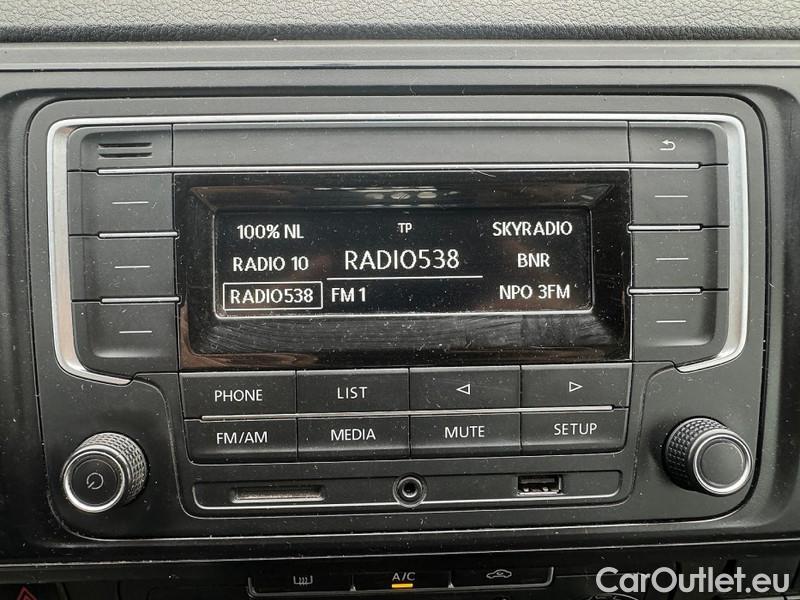 100% NL TP SKYRADIO
RADIO 10 RADIO538 BNR
RADIO538 FM 1 NPO 3FM
PHONE LIST
FM/AM MEDIA MUTE SETUP
A/C
CarOutlet.eu